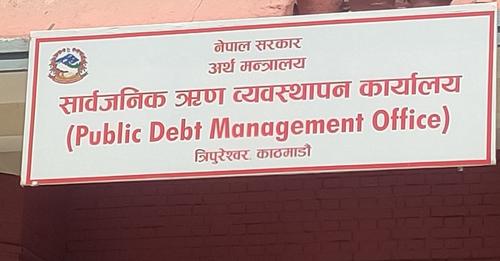 नेपाल सरकार
अर्थ मन्त्रालय
सार्वजनिक ऋण व्यवस्थापन कार्यालय
(Public Debt Management Office)
त्रिपुरेश्वर, काठमाडौ